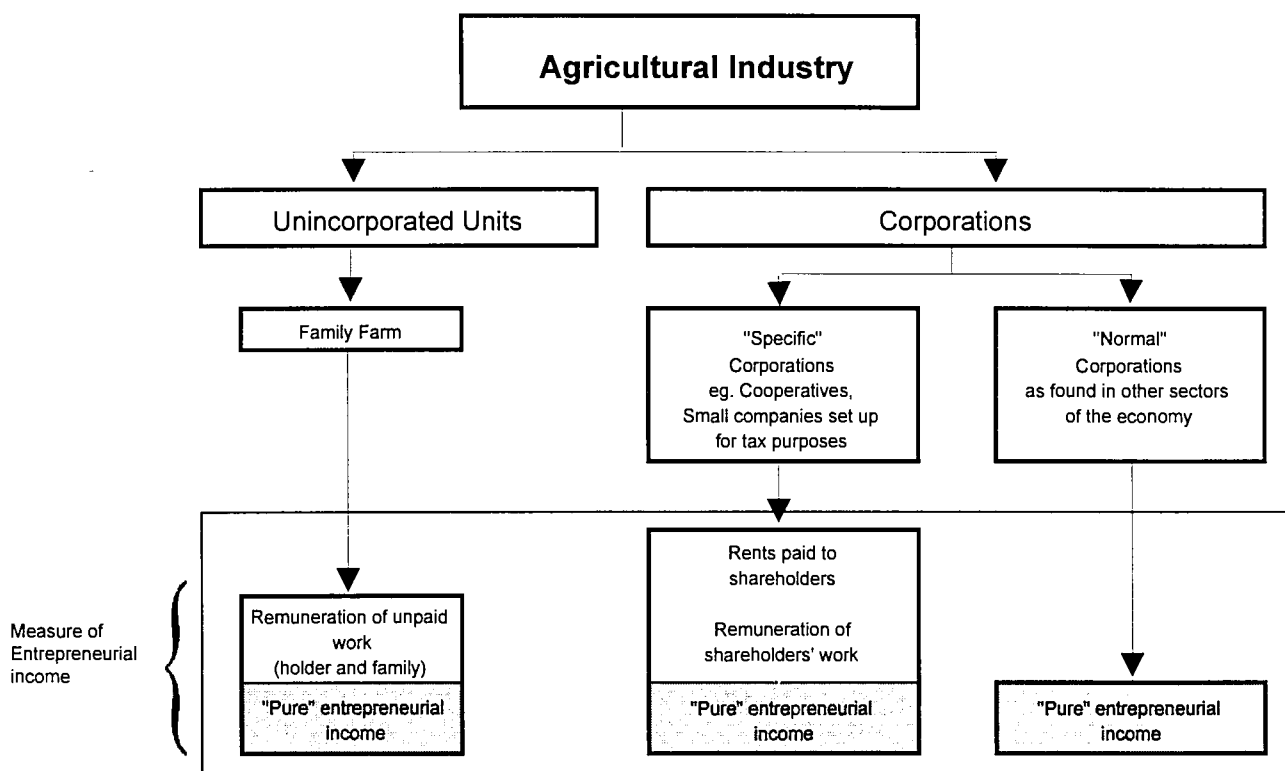 Agricultural Industry
Unincorporated Units
Corporations
Family Farm
"Specific"
Corporations
eg. Cooperatives,
Small companies set up
for tax purposes
"Normal"
Corporations
as found in other sectors
of the economy
Measure of
Entrepreneurial
income
Remuneration of unpaid
work
(holder and family)
"Pure" entrepreneurial
income
Rents paid to
shareholders
Remuneration of
shareholders' work
"Pure" entrepreneurial
income
"Pure" entrepreneurial
income